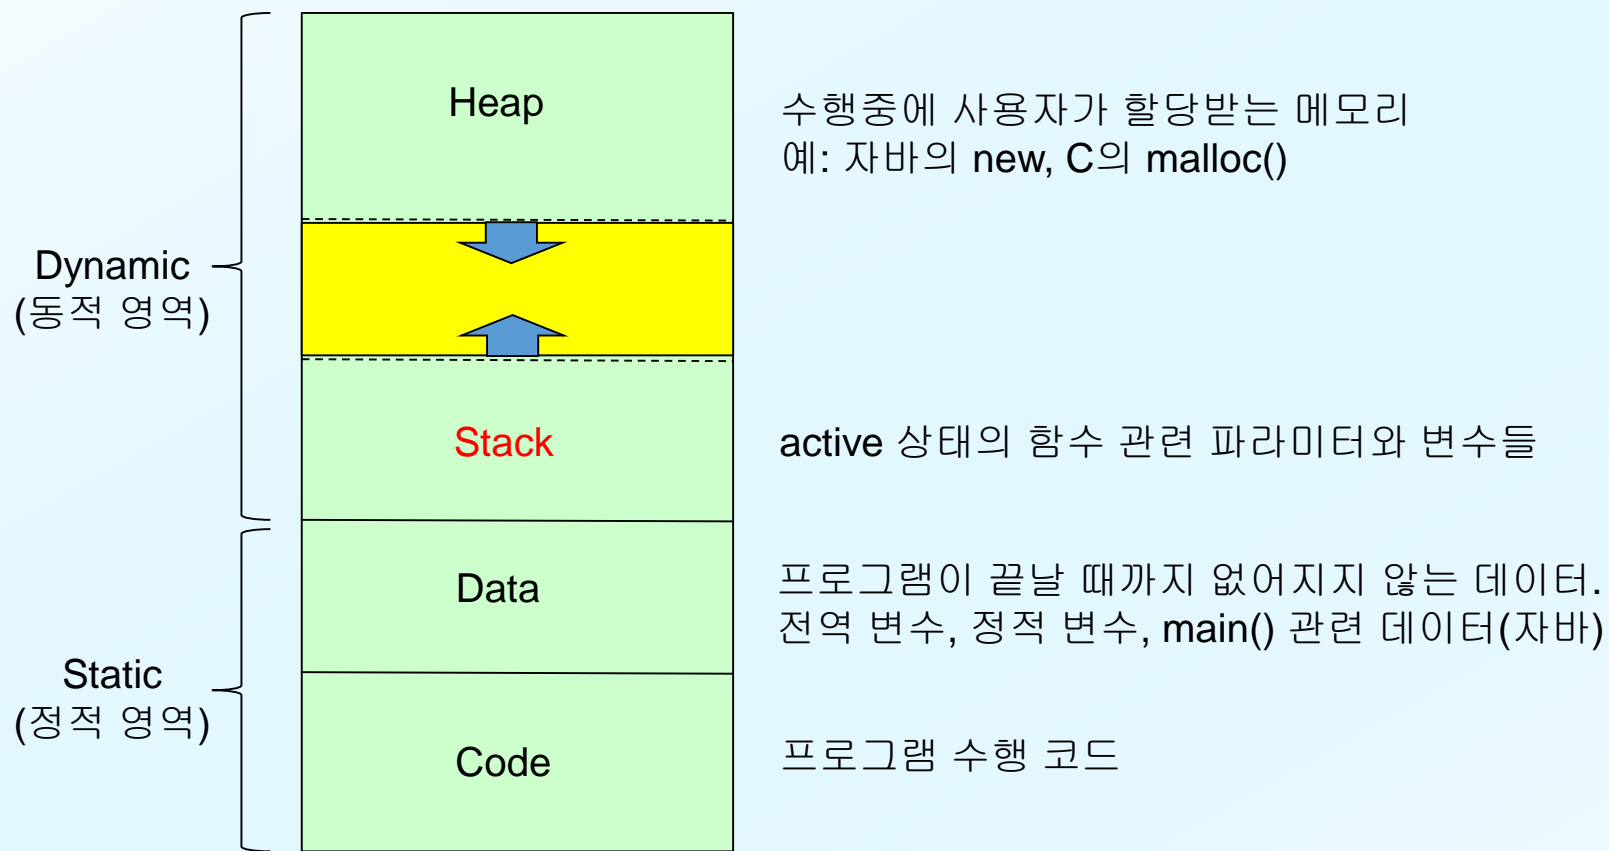 Heap
수행중에 사용자가 할당받는 메모리
예: 자바의 new, C의 malloc()
Dynamic
(동적 영역)
Stack
active 상태의 함수 관련 파라미터와 변수들
Data
프로그램이 끝날 때까지 없어지지 않는 데이터.
전역 변수, 정적 변수, main() 관련 데이터(자바)
Static
(정적 영역)
Code
프로그램 수행 코드